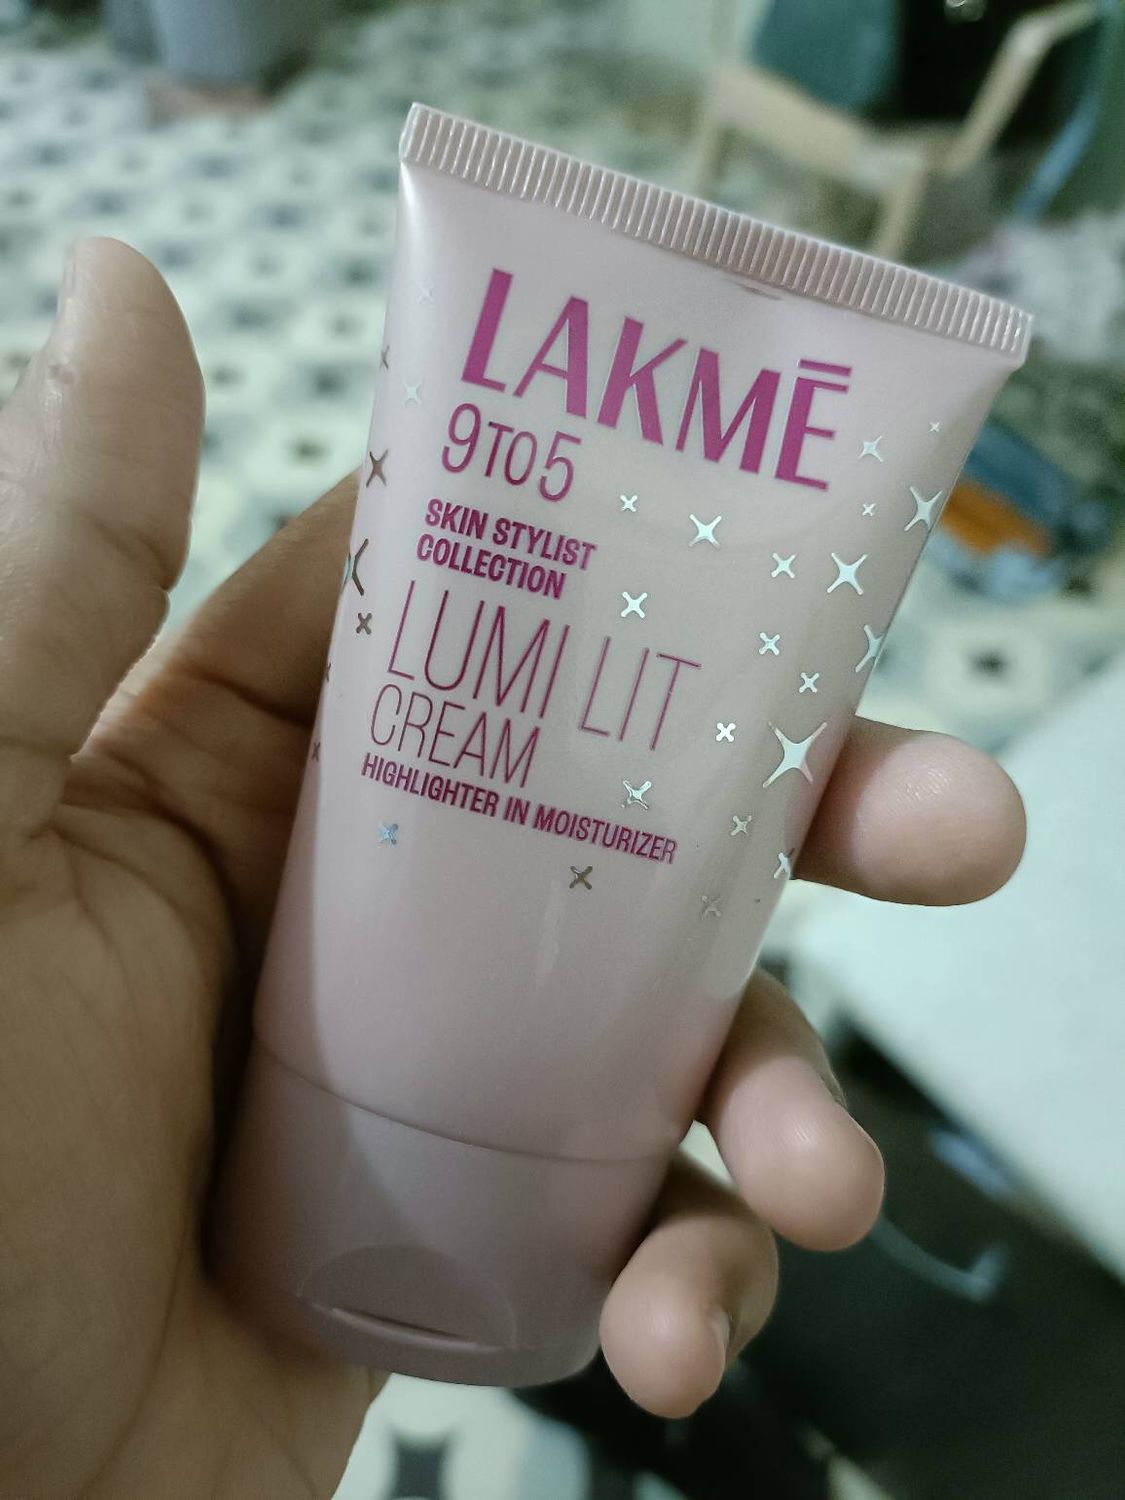 LAKMĒ
9TO5
SKIN STYLIST
COLLECTION
LUMI LIT
CREAM
HIGHLIGHTER IN MOISTURIZER